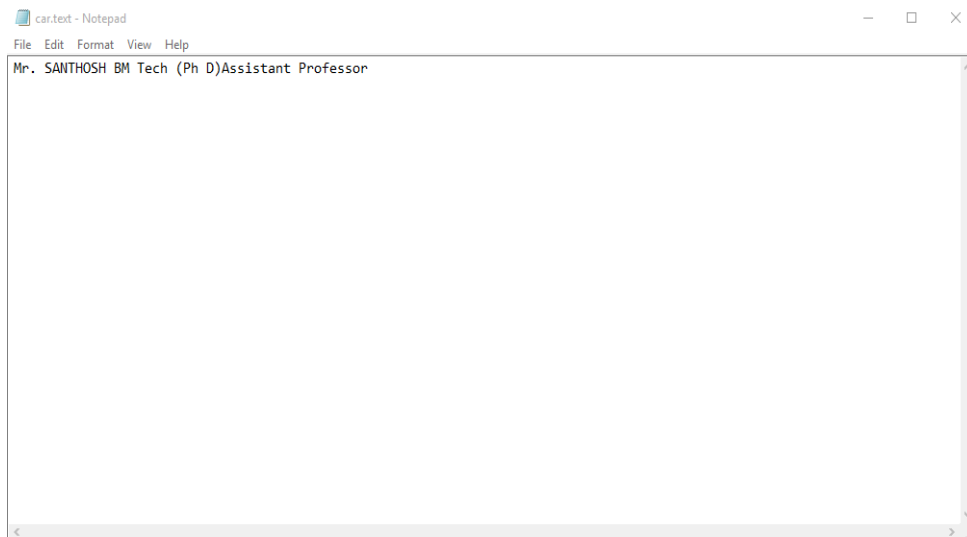 car.text - Notepad
File Edit Format View Help
Mr. SANTHOSH BM Tech (Ph D)Assistant Professor